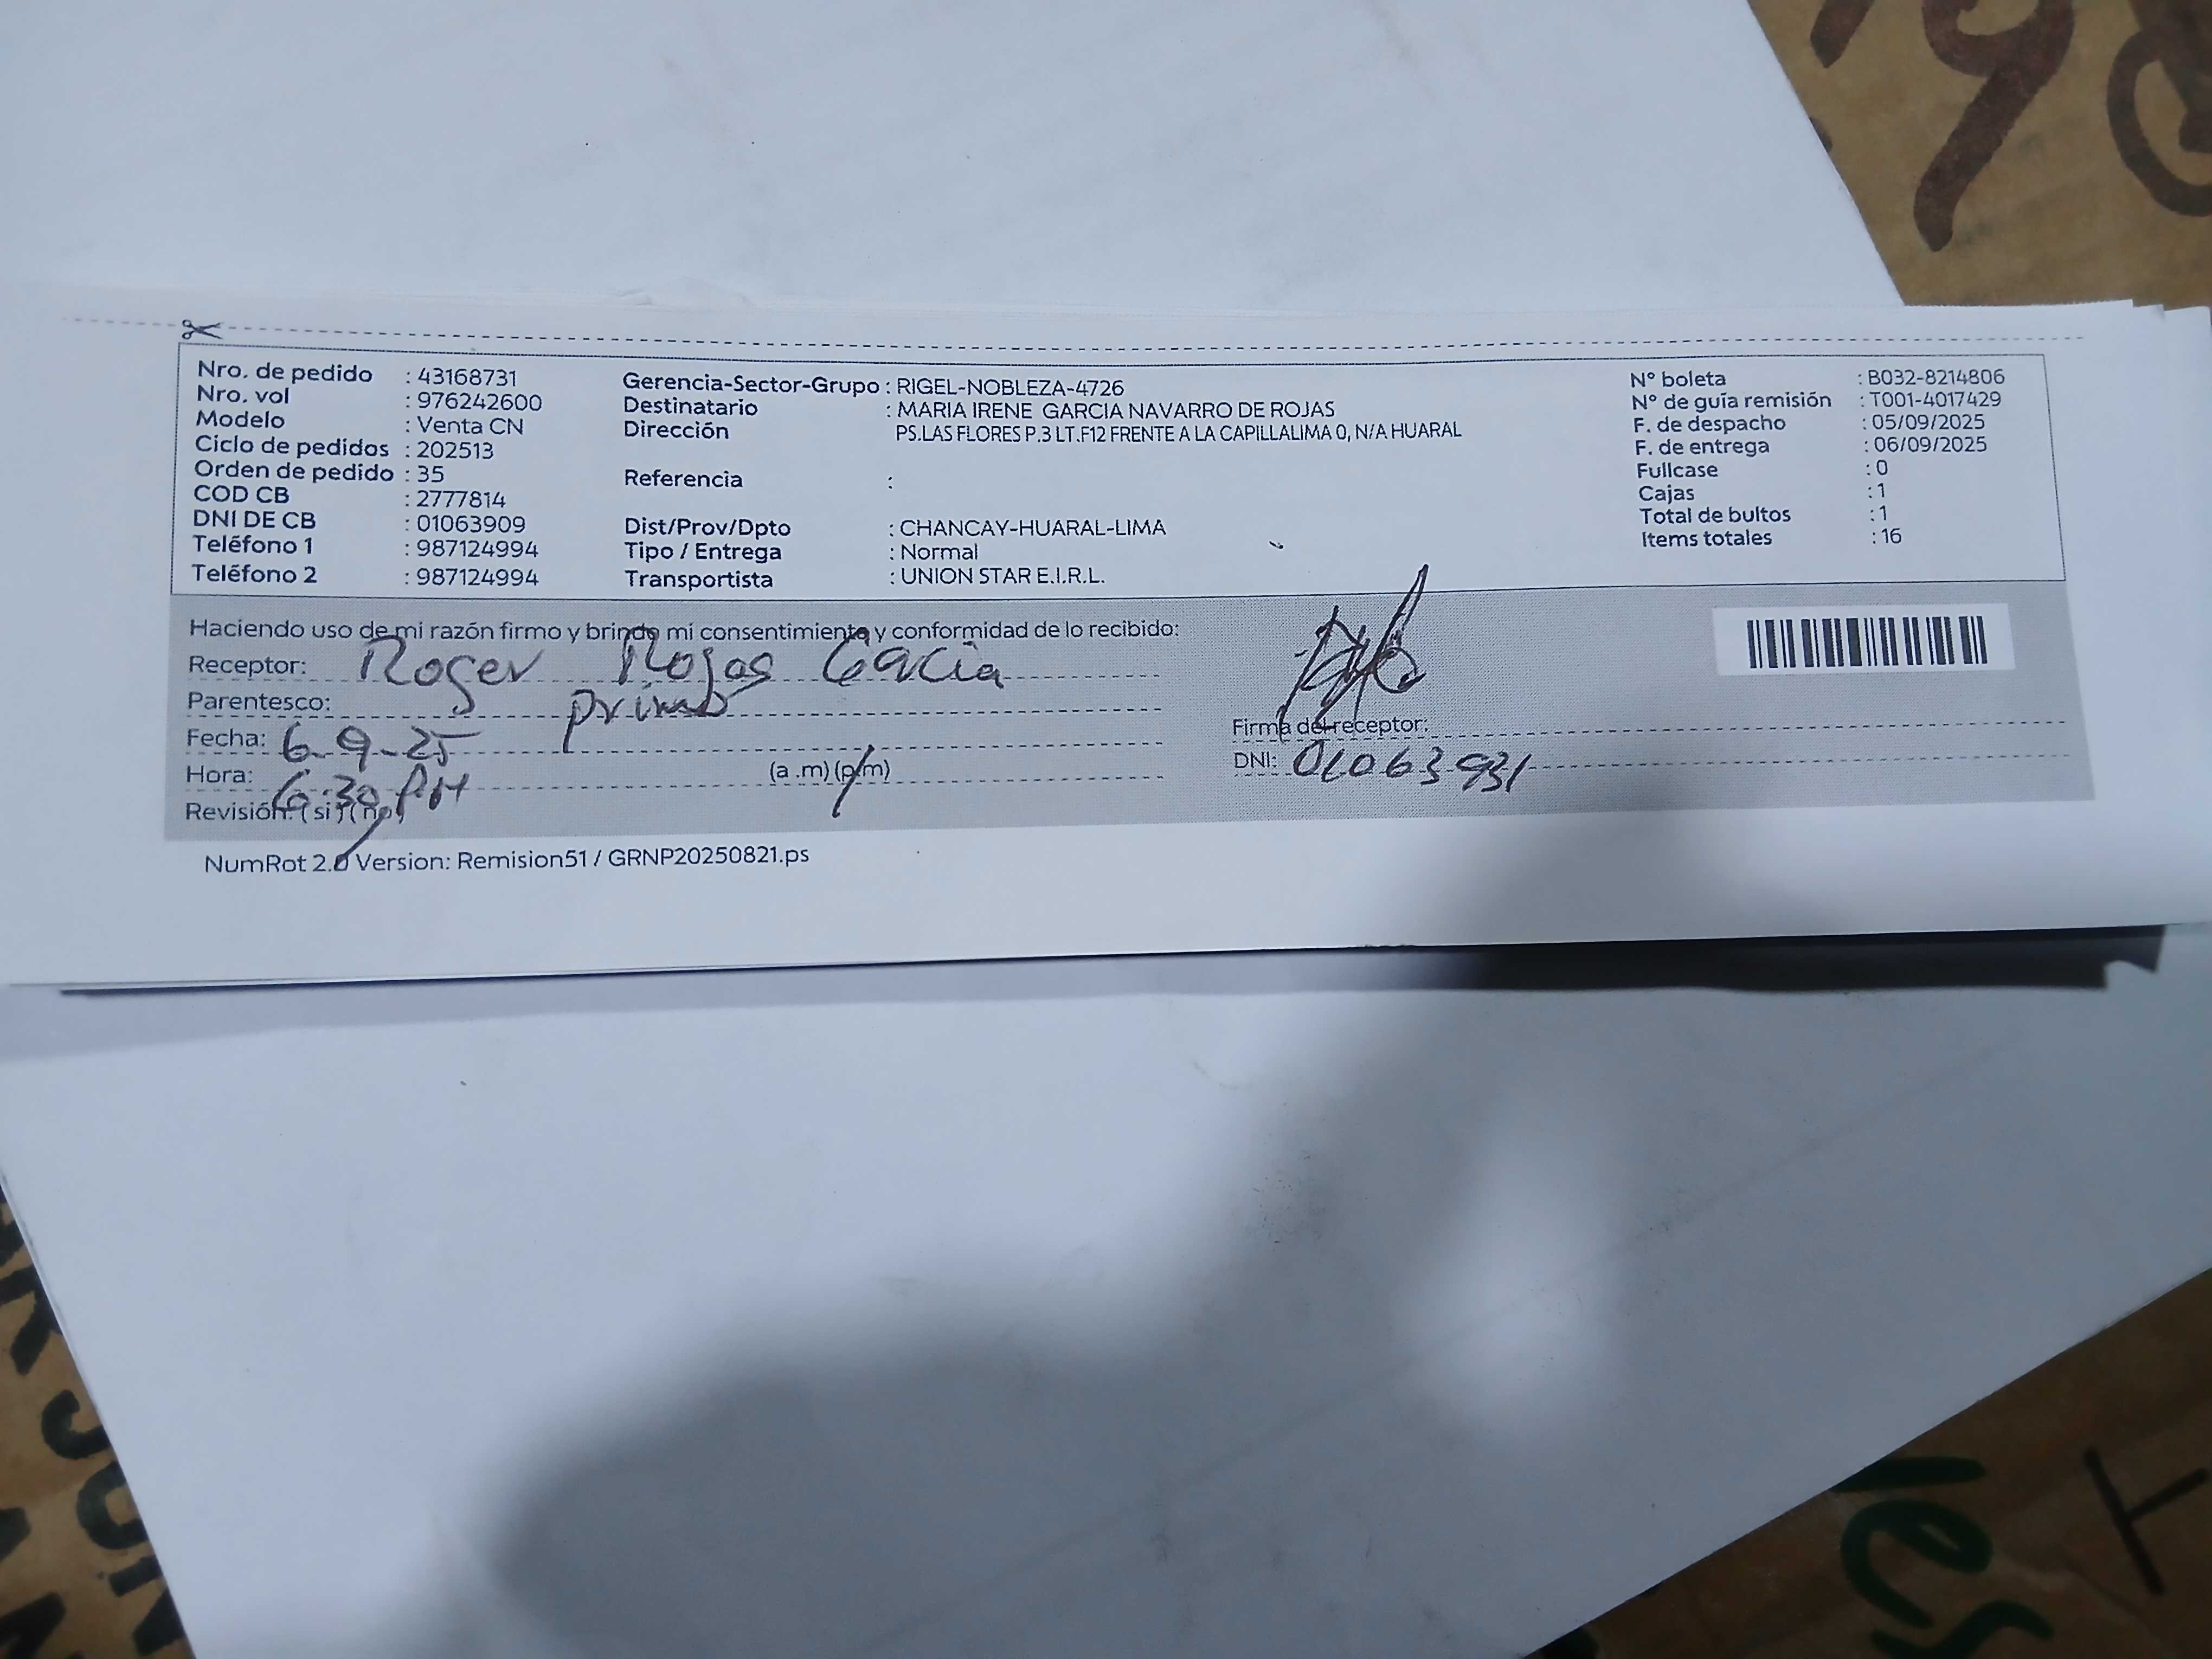 Nro. de pedido : 43168731
Nro. vol : 976242600
Modelo : Venta CN
Ciclo de pedidos : 202513
Orden de pedido : 35
COD CB : 2777814
DNI DE CB : 01063909
Teléfono 1 : 987124994
Teléfono 2 : 987124994
Gerencia-Sector-Grupo : RIGEL-NOBLEZA-4726
Destinatario : MARIA IRENE GARCIA NAVARRO DE ROJAS
Dirección PS.LAS FLORES P.3 LT.F12 FRENTE A LA CAPILLALIMA 0, N/A HUARAL
Referencia :
Dist/Prov/Dpto : CHANCAY-HUARAL-LIMA
Tipo / Entrega : Normal
Transportista : UNION STAR E.I.R.L.
N° boleta : B032-8214806
N° de guía remisión : T001-4017429
F. de despacho : 05/09/2025
F. de entrega : 06/09/2025
Fullcase : 0
Cajas : 1
Total de bultos : 1
Items totales : 16
Haciendo uso de mi razón firmo y brindo mi consentimiento y conformidad de lo recibido:
Receptor: Roger Rojas Gacia
Parentesco: primo
Fecha: 6-9-25
Hora: 6:30 PM (a .m) (p/m)
Revisión: ( si ) ( no )
Firma del receptor:
DNI: 01063931
NumRot 2.0 Version: Remision51 / GRNP20250821.ps